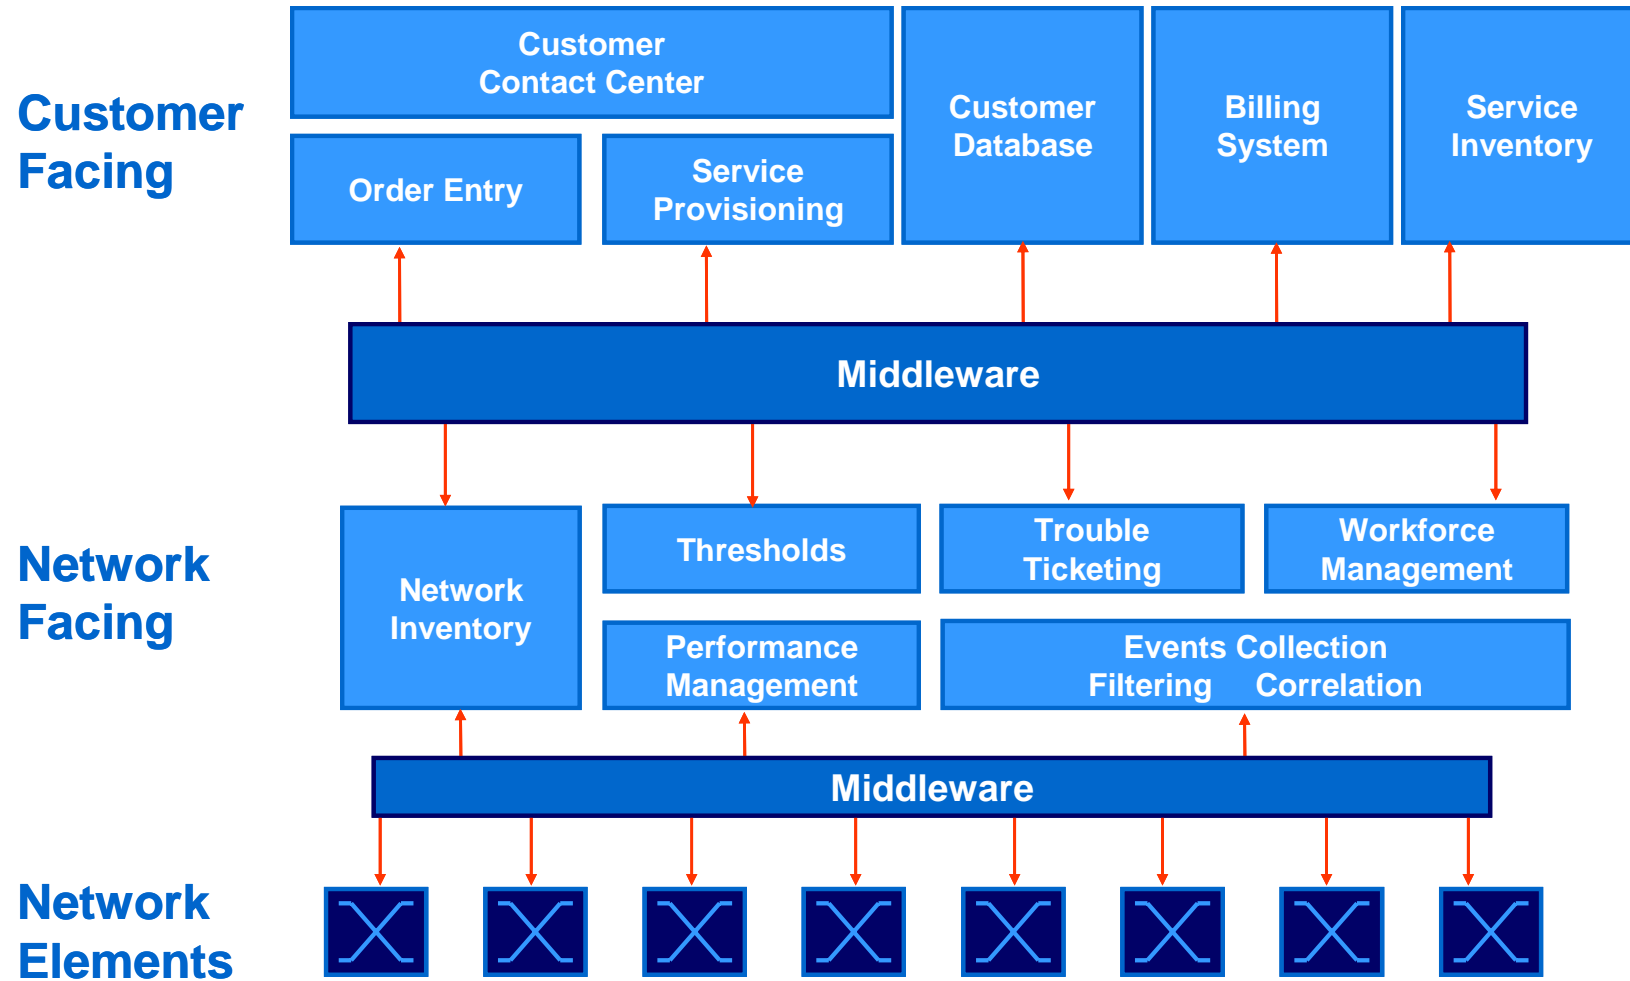 Customer
Facing
Customer
Contact Center
Order Entry
Service
Provisioning
Customer
Database
Billing
System
Service
Inventory
Middleware
Network
Facing
Network
Inventory
Thresholds
Trouble
Ticketing
Workforce
Management
Performance
Management
Events Collection
Filtering Correlation
Middleware
Network
Elements